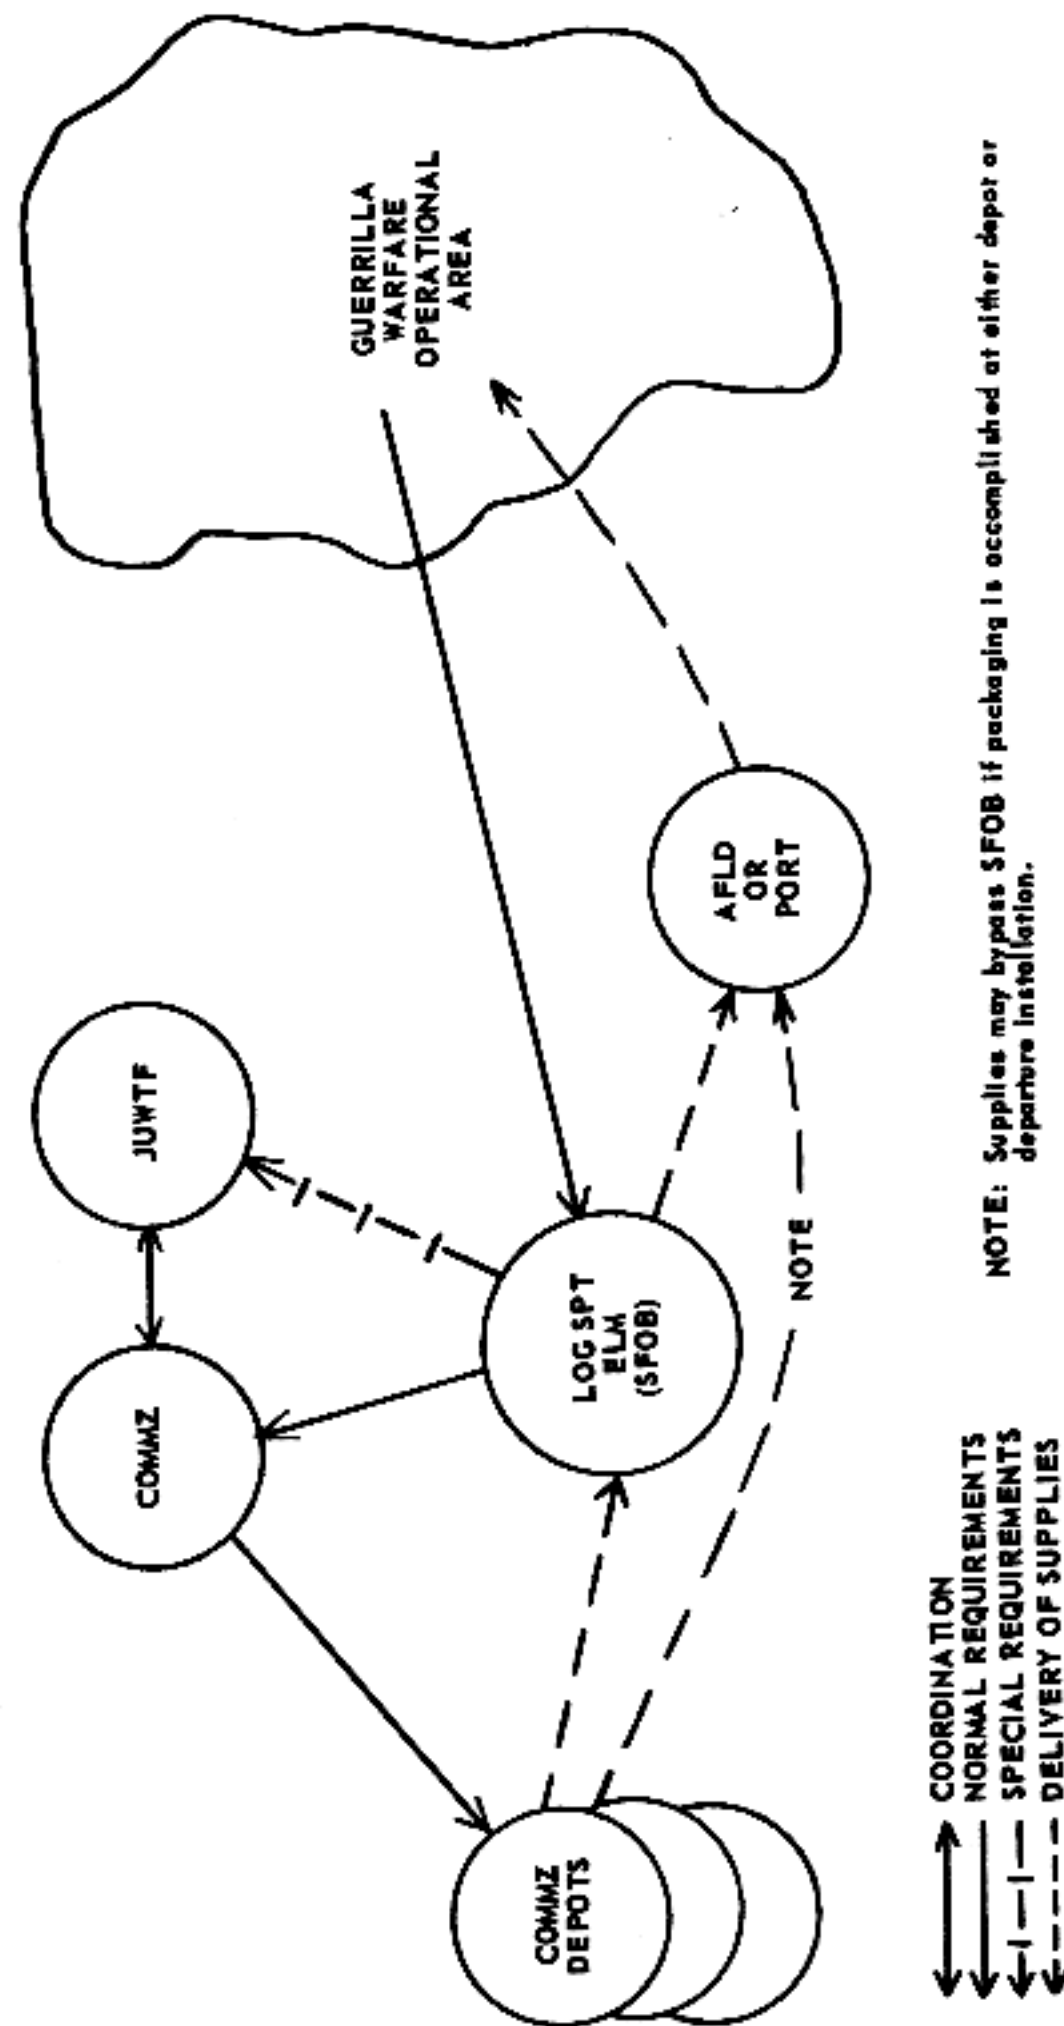 GUERRILLA
WARFARE
OPERATIONAL
AREA
JUWTF
COMMZ
LOG SPT
ELM
(SFOB)
AFLD
OR
PORT
COMMZ
DEPOTS
NOTE
COORDINATION
NORMAL REQUIREMENTS
SPECIAL REQUIREMENTS
DELIVERY OF SUPPLIES
NOTE: Supplies may bypass SFOB if packaging is accomplished at either depot or
departure installation.